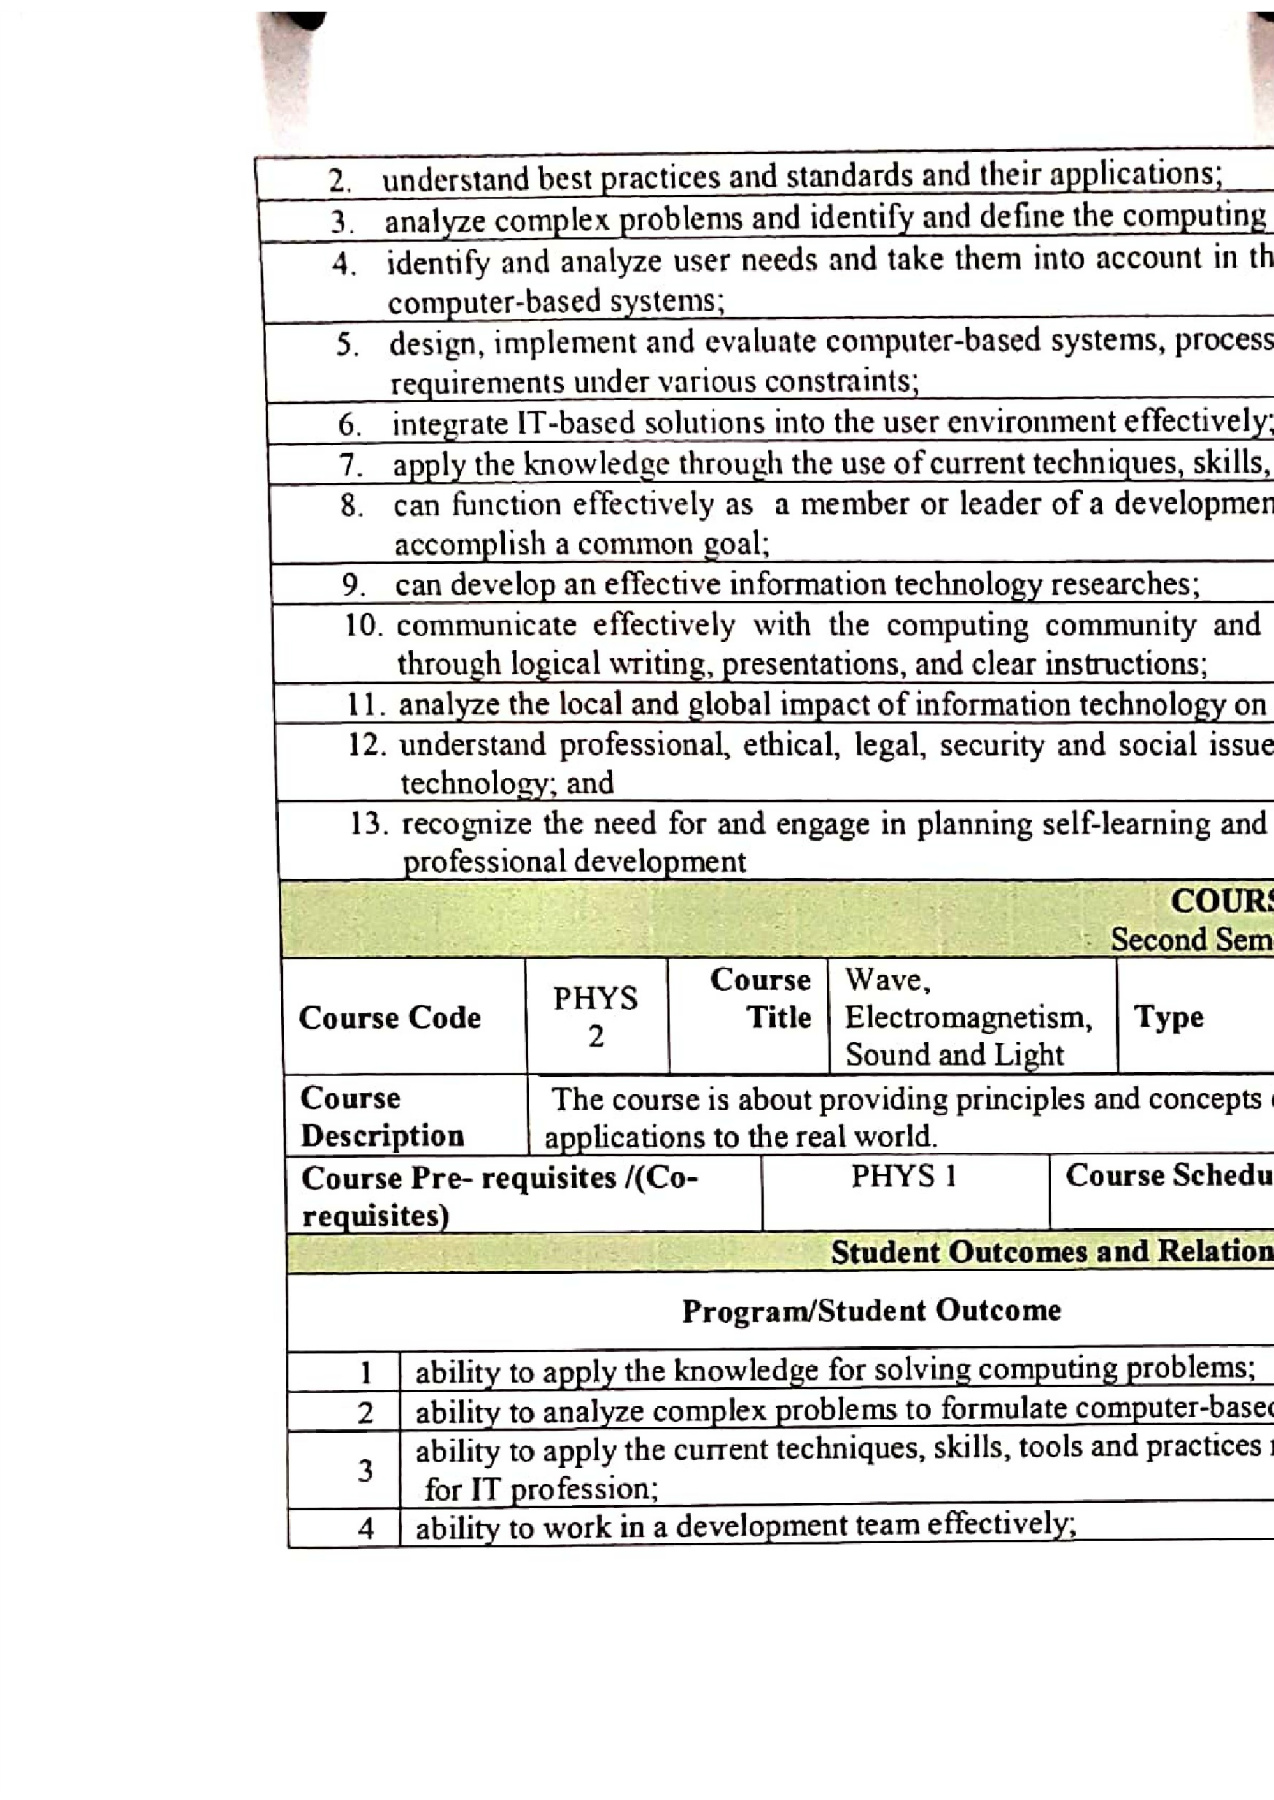 2. understand best practices and standards and their applications;
3. analyze complex problems and identify and define the computing
4. identify and analyze user needs and take them into account in th
computer-based systems;
5. design, implement and evaluate computer-based systems, process
requirements under various constraints;
6. integrate IT-based solutions into the user environment effectively;
7. apply the knowledge through the use of current techniques, skills,
8. can function effectively as a member or leader of a developmen
accomplish a common goal;
9. can develop an effective information technology researches;
10. communicate effectively with the computing community and
through logical writing, presentations, and clear instructions;
11. analyze the local and global impact of information technology on
12. understand professional, ethical, legal, security and social issue
technology; and
13. recognize the need for and engage in planning self-learning and
professional development
COURS
Second Sem
Course Code
PHYS
2
Course
Title
Wave,
Electromagnetism,
Sound and Light
Type
Course
Description
The course is about providing principles and concepts
applications to the real world.
Course Pre- requisites /(Co-
requisites)
PHYS 1
Course Schedu
Student Outcomes and Relation
Program/Student Outcome
1 ability to apply the knowledge for solving computing problems;
2 ability to analyze complex problems to formulate computer-based
3 ability to apply the current techniques, skills, tools and practices
for IT profession;
4 ability to work in a development team effectively;